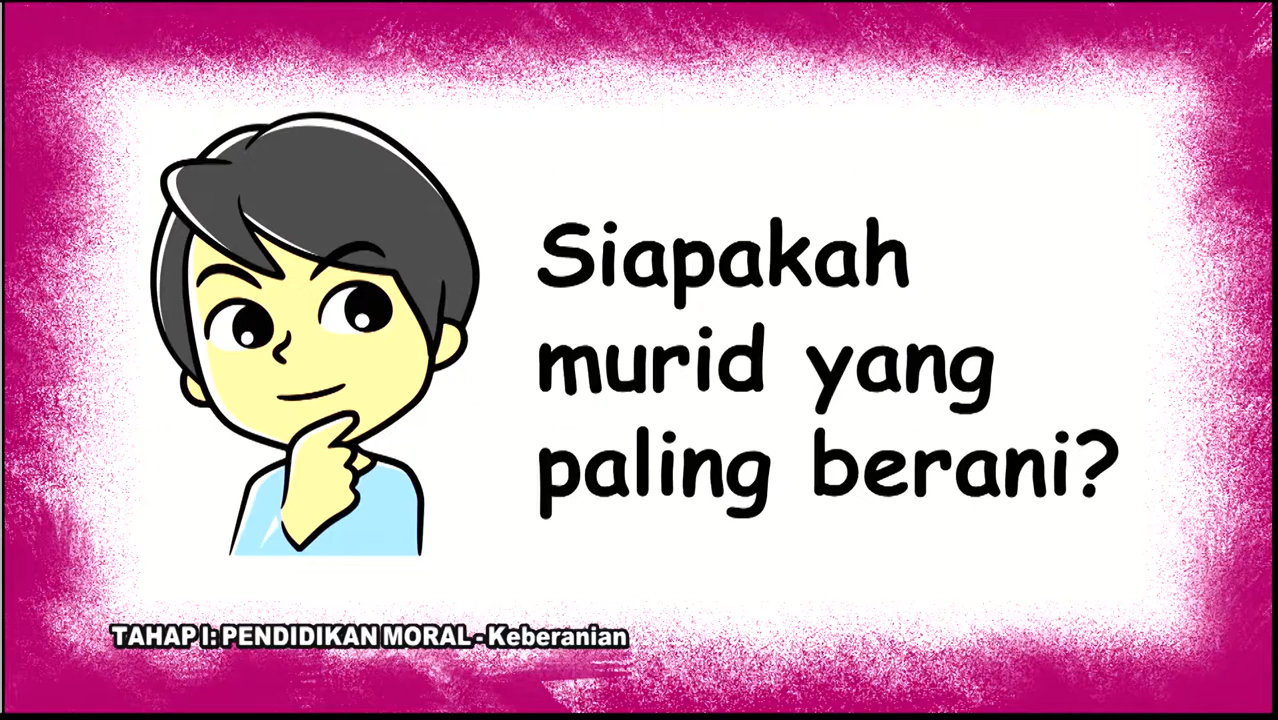 Siapakah
murid yang
paling berani?
TAHAP I: PENDIDIKAN MORAL - Keberanian